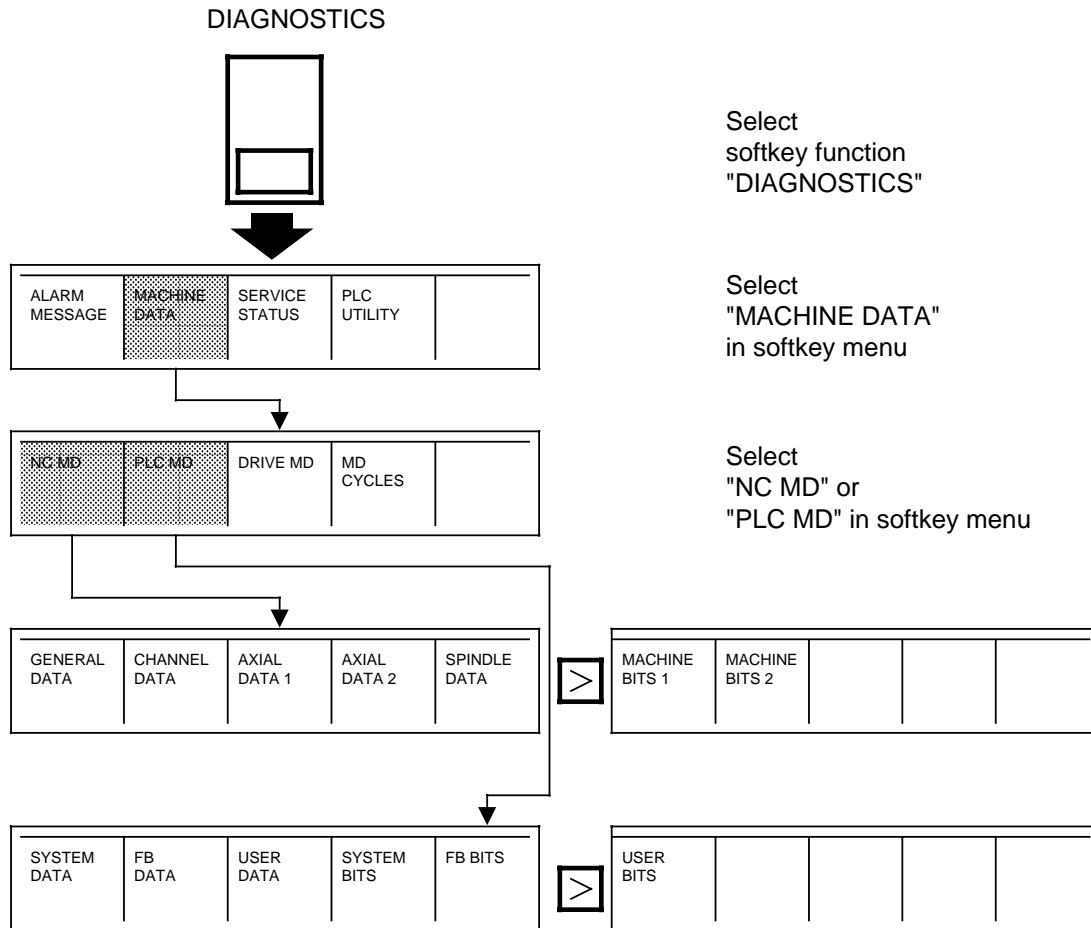 DIAGNOSTICS
Select
softkey function
"DIAGNOSTICS"
ALARM
MESSAGE
MACHINE
DATA
SERVICE
STATUS
PLC
UTILITY
Select
"MACHINE DATA"
in softkey menu
NC MD
PLC MD
DRIVE MD
MD
CYCLES
Select
"NC MD" or
"PLC MD" in softkey menu
GENERAL
DATA
CHANNEL
DATA
AXIAL
DATA 1
AXIAL
DATA 2
SPINDLE
DATA
>
MACHINE
BITS 1
MACHINE
BITS 2
SYSTEM
DATA
FB
DATA
USER
DATA
SYSTEM
BITS
FB BITS
>
USER
BITS